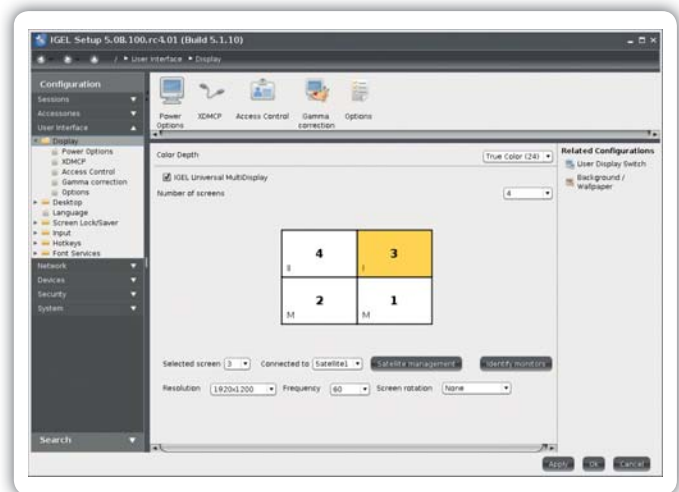 IGEL Setup 5.08.100.rc4.01 (Build 5.1.10)
/ User Interface Display
Configuration
Sessions
Accessories
User Interface
Display
Power Options
XDMCP
Access Control
Gamma correction
Options
Desktop
Language
Screen Lock/Saver
Input
Hotkeys
Font Services
Network
Devices
Security
System
Search
Power Options
XDMCP
Access Control
Gamma correction
Options
Color Depth
True Color (24)
IGEL Universal MultiDisplay
Number of screens
4
4
II
3
I
2
M
1
M
Selected screen 3 Connected to Satellite1 Satellite management Identify monitors
Resolution 1920x1200 Frequency 60 Screen rotation None
Related Configurations
User Display Switch
Background / Wallpaper
Apply Ok Cancel